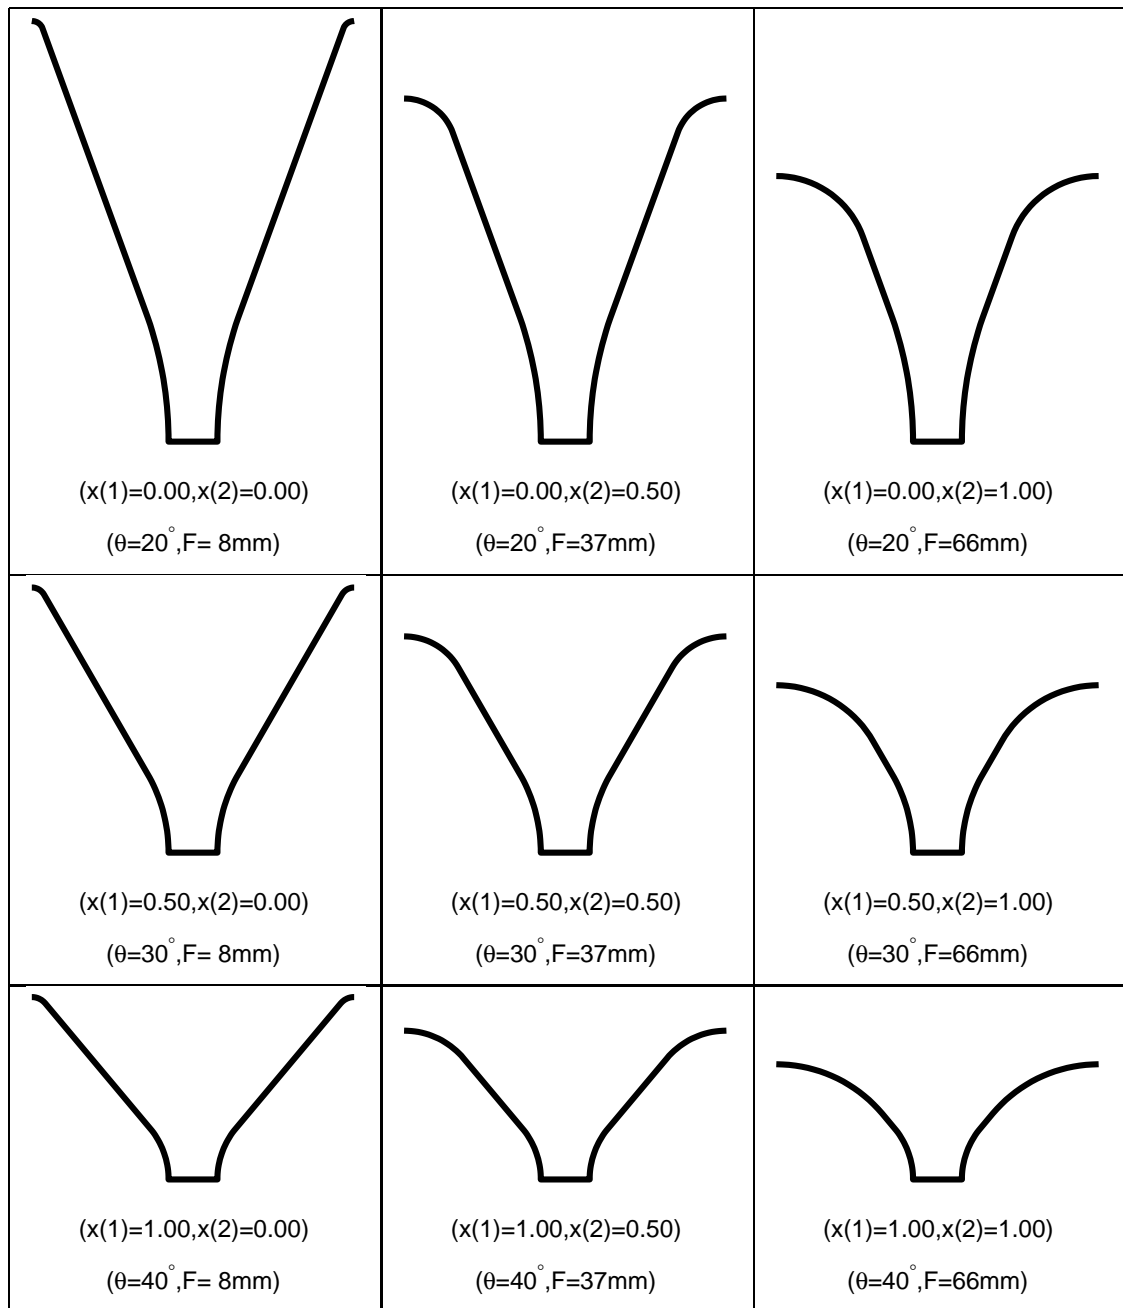 (x(1)=0.00,x(2)=0.00)
(θ=20°,F= 8mm)
(x(1)=0.00,x(2)=0.50)
(θ=20°,F=37mm)
(x(1)=0.00,x(2)=1.00)
(θ=20°,F=66mm)
(x(1)=0.50,x(2)=0.00)
(θ=30°,F= 8mm)
(x(1)=0.50,x(2)=0.50)
(θ=30°,F=37mm)
(x(1)=0.50,x(2)=1.00)
(θ=30°,F=66mm)
(x(1)=1.00,x(2)=0.00)
(θ=40°,F= 8mm)
(x(1)=1.00,x(2)=0.50)
(θ=40°,F=37mm)
(x(1)=1.00,x(2)=1.00)
(θ=40°,F=66mm)